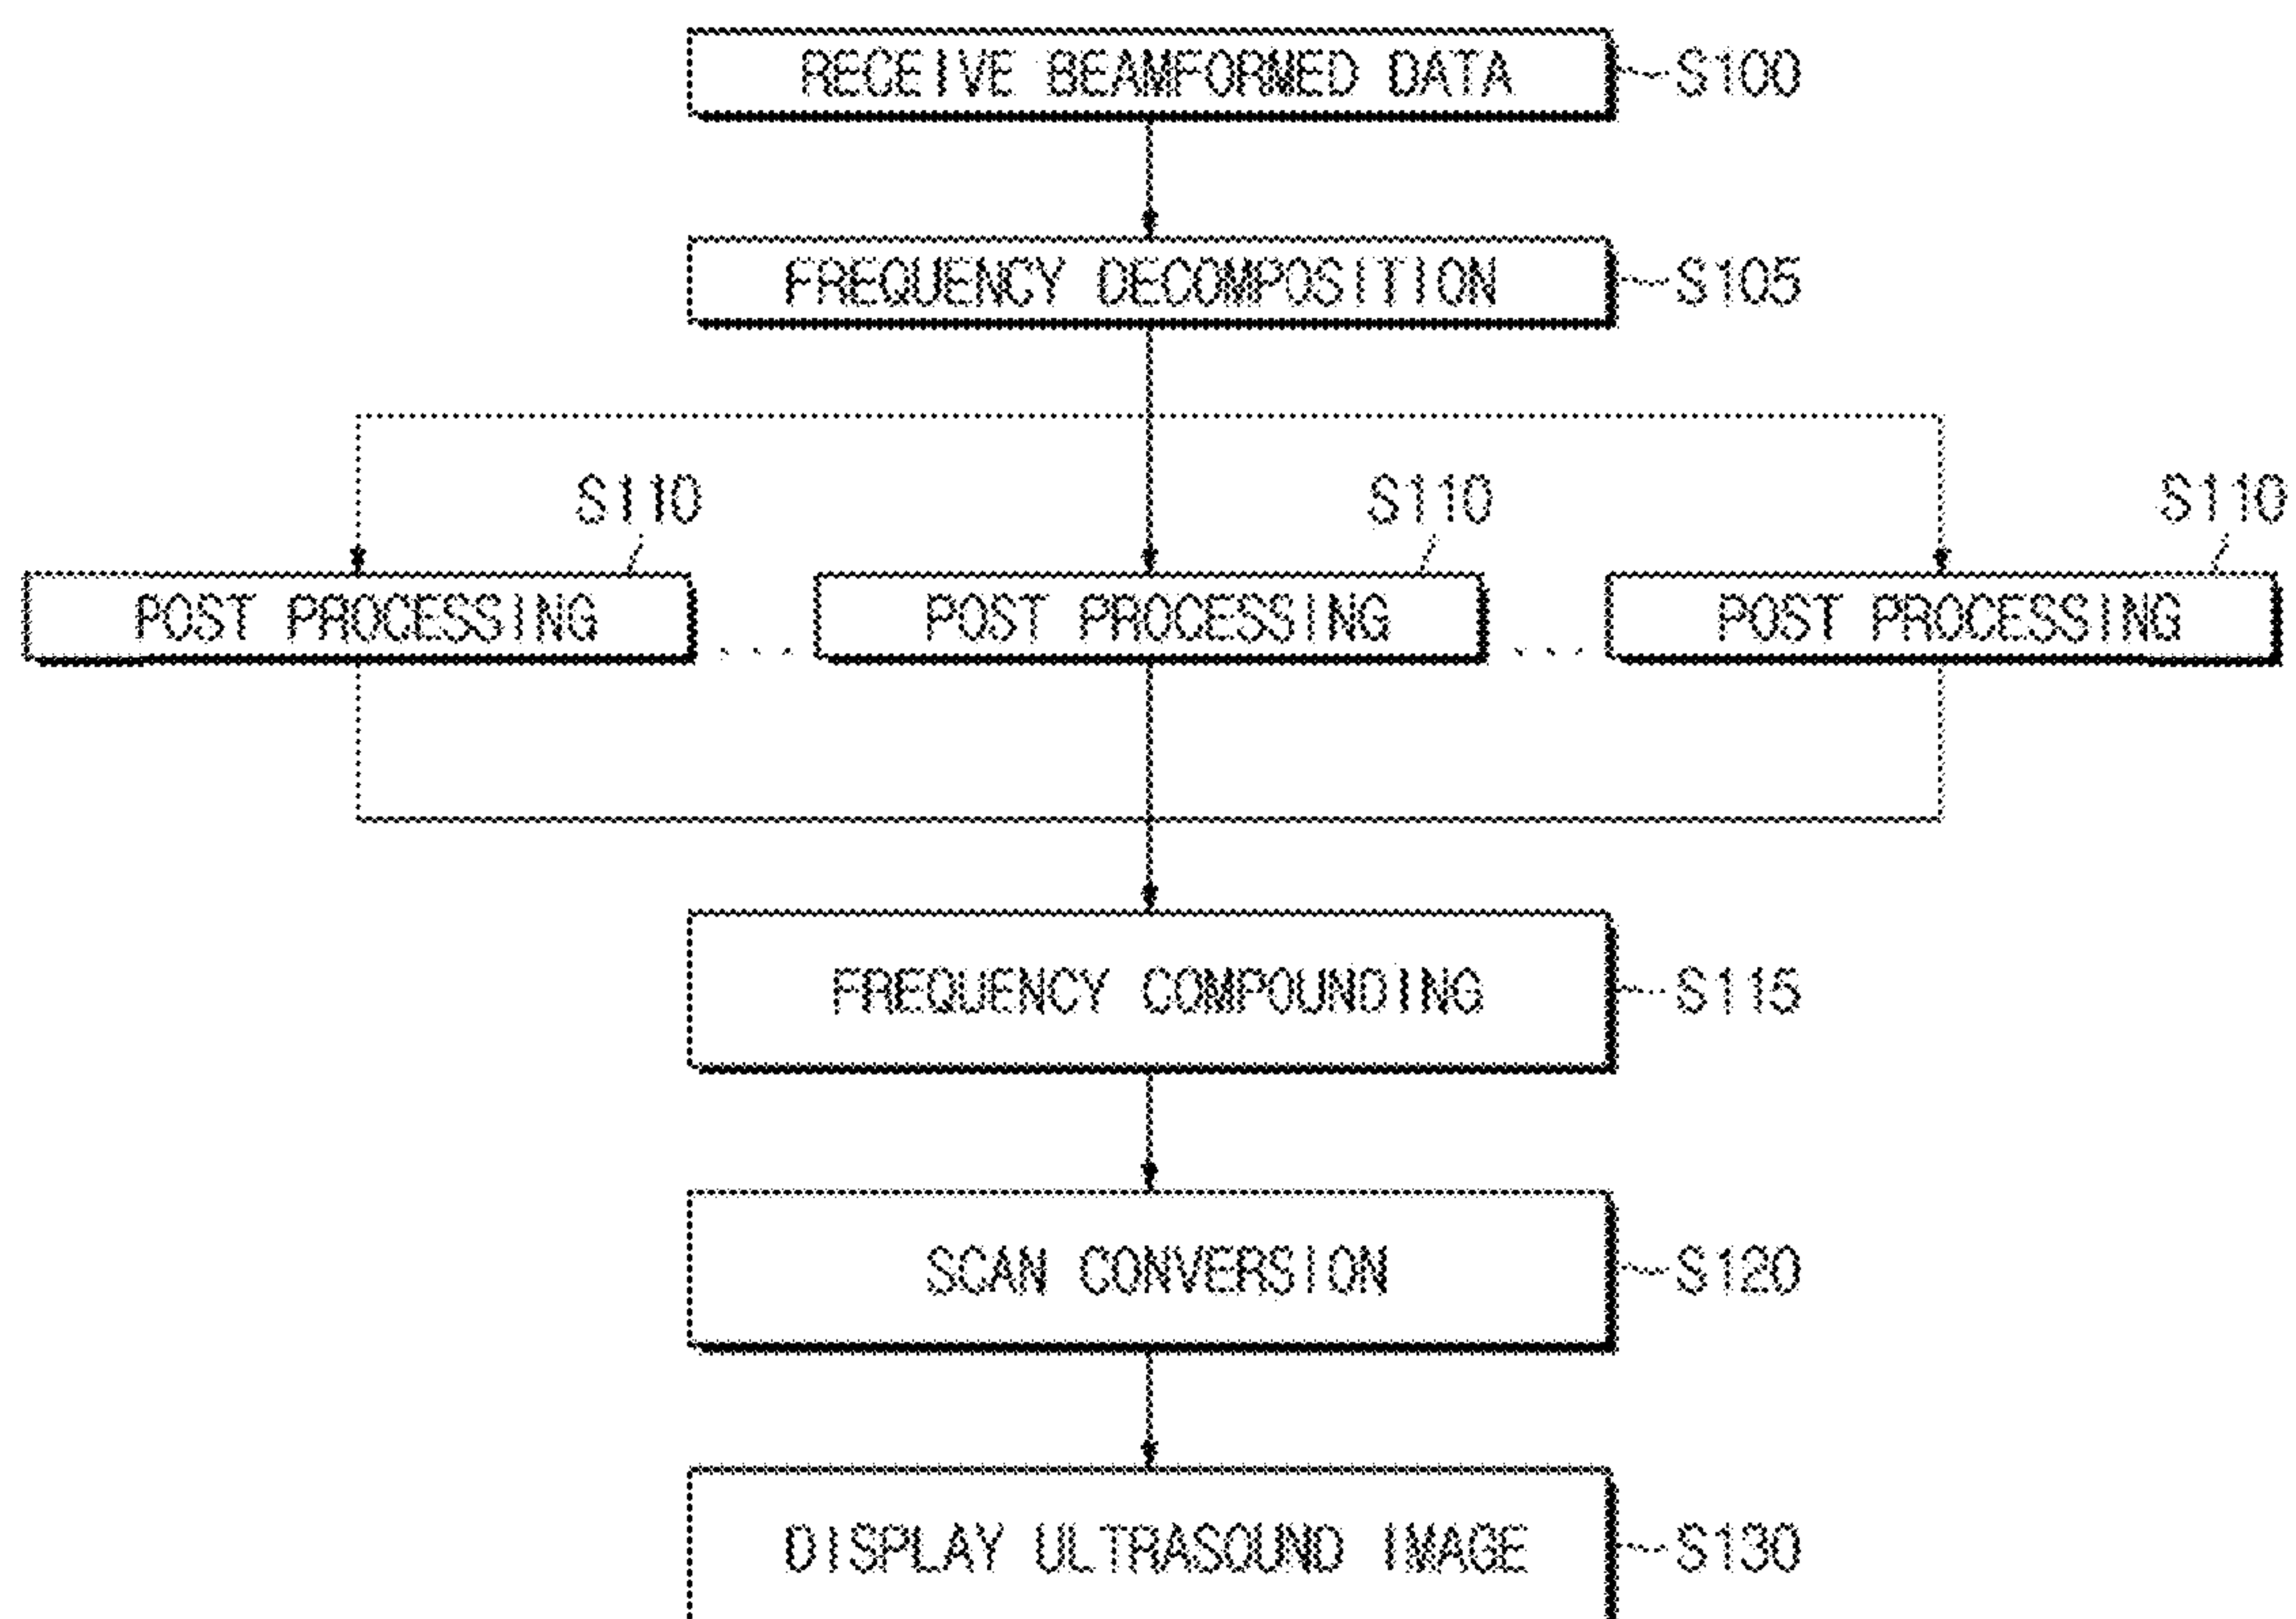 RECEIVE BEAMFORMED DATA
S100
FREQUENCY DECOMPOSITION
S105
S110
S110
S110
POST PROCESSING
POST PROCESSING
POST PROCESSING
FREQUENCY COMPOUNDING
S115
SCAN CONVERSION
S120
DISPLAY ULTRASOUND IMAGE
S130